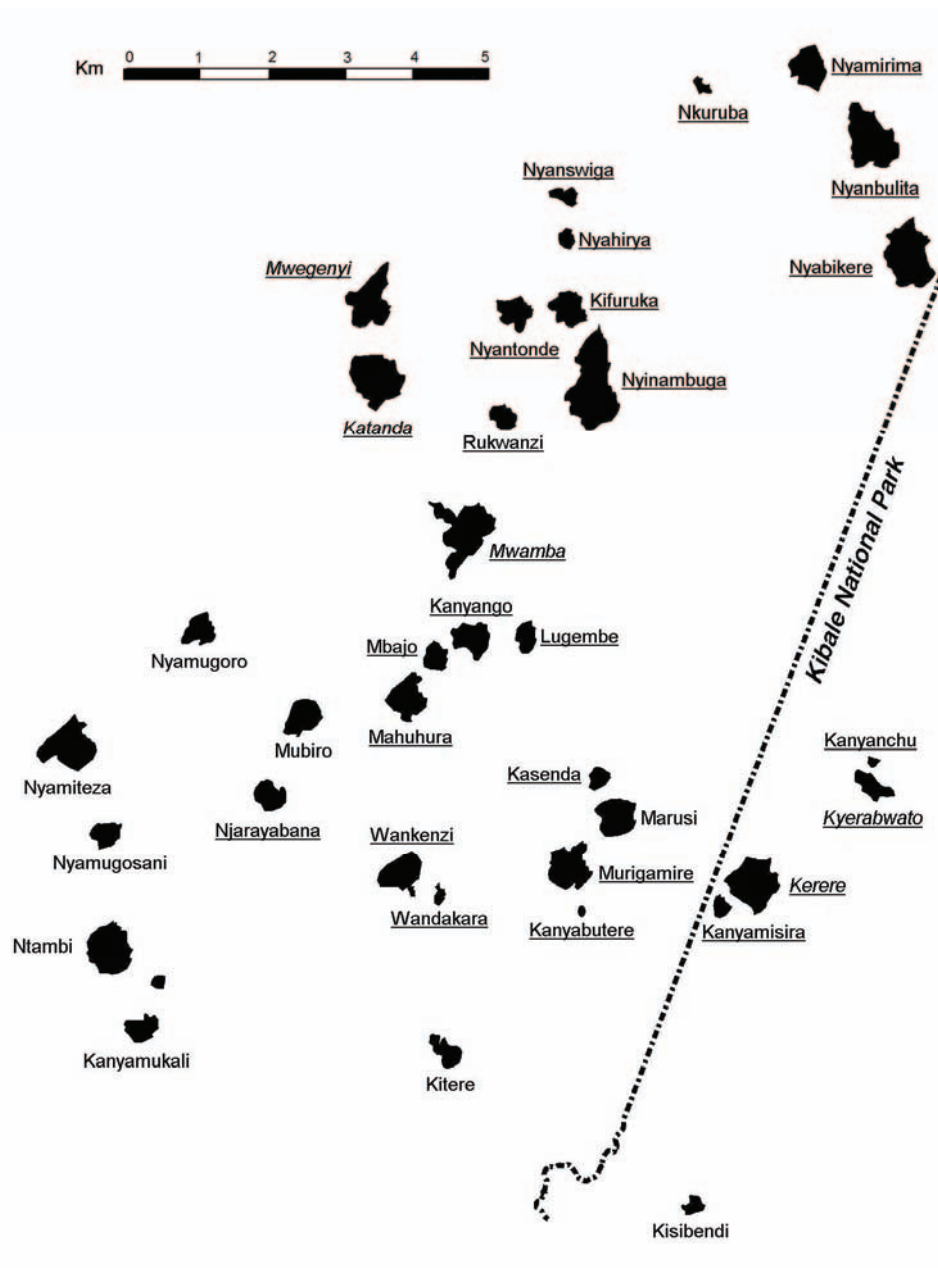 0 1 2 3 4 5
Km
Nyamirima
Nkuruba
Nyanswiga
Nyanbulita
Nyahirya
Mwegenyi
Nyabikere
Kifuruka
Nyantonde
Nyinambuga
Katanda
Rukwanzi
Kibale National Park
Mwamba
Kanyango
Lugembe
Mbajo
Nyamugoro
Mahuhura
Kanyanchu
Mubiro
Kasenda
Nyamiteza
Marusi
Kyerabwato
Njarayabana
Wankenzi
Nyamugosani
Murigamire
Kerere
Wandakara
Kanyabutere
Kanyamisira
Ntambi
Kanyamukali
Kitere
Kisibendi